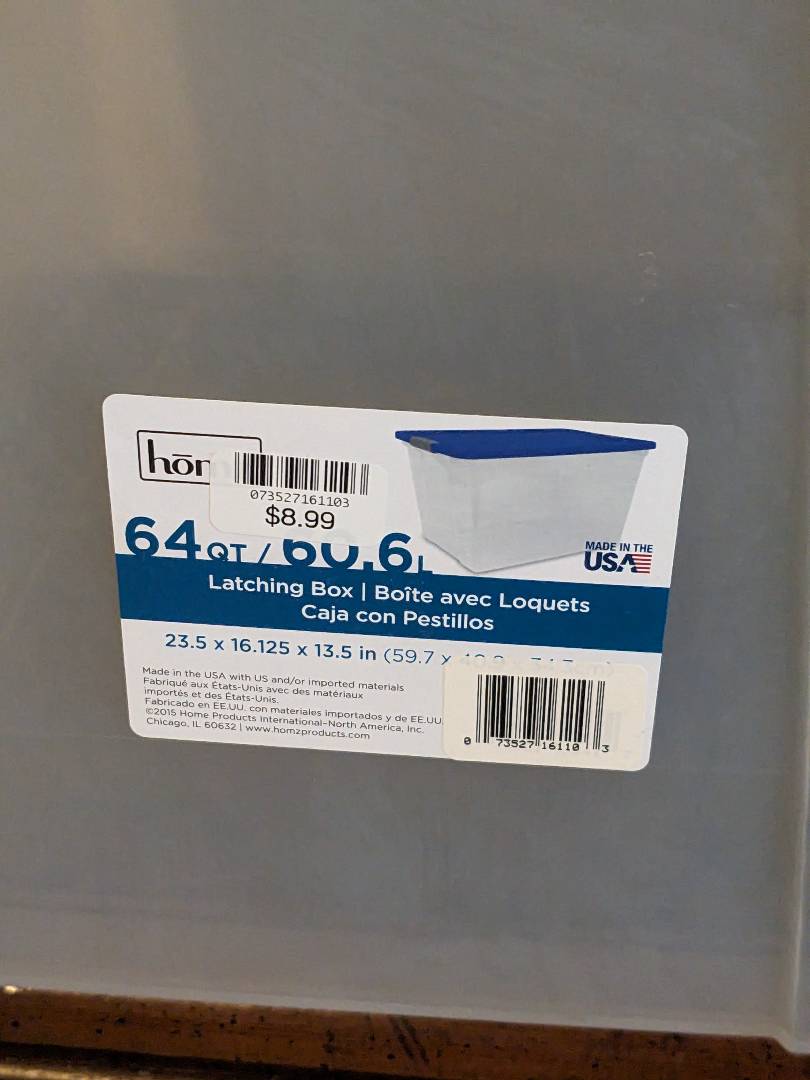 hōm
073527161103
$8.99
64QT / 60.6L
MADE IN THE
USA
Latching Box | Boîte avec Loquets
Caja con Pestillos
23.5 x 16.125 x 13.5 in (59.7 x
Made in the USA with US and/or imported materials
Fabriqué aux États-Unis avec des matériaux
importés et des États-Unis.
Fabricado en EE.UU. con materiales importados y de EE.UU.
©2015 Home Products International-North America, Inc.
Chicago, IL 60632 | www.homzproducts.com
0 73527 16110 3